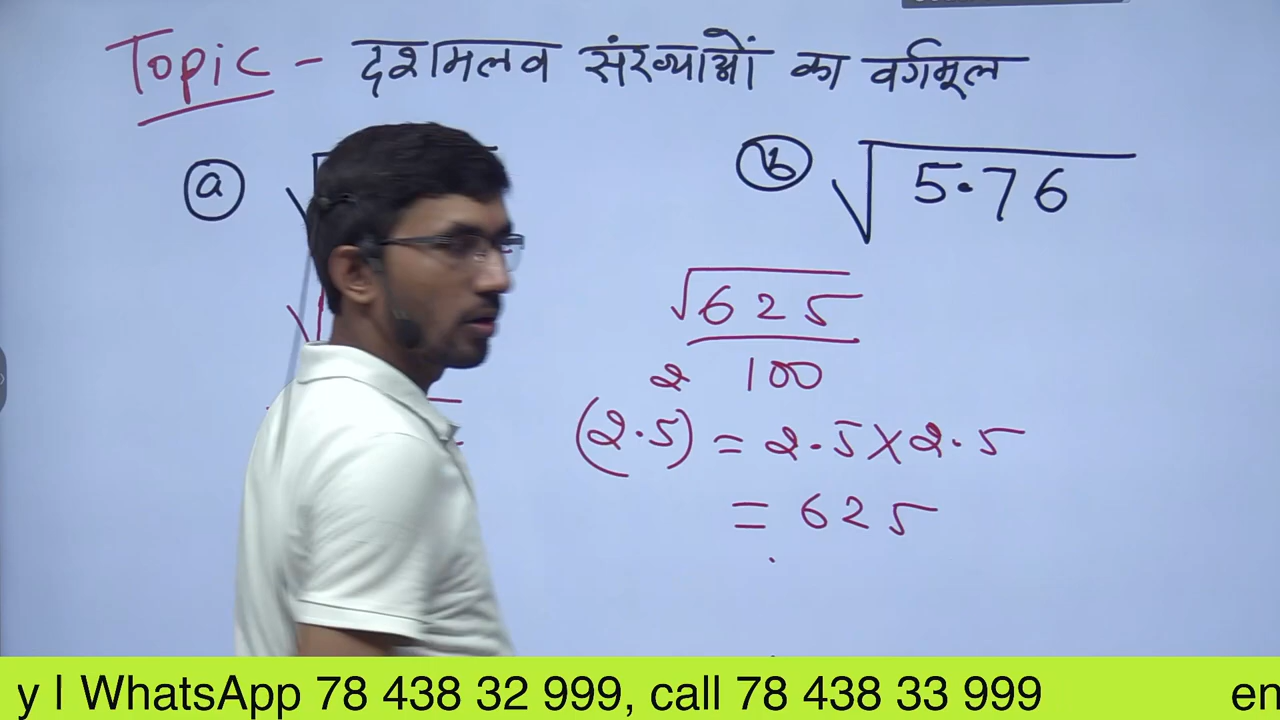 Topic - दशमलव संख्याओं का वर्गमूल
a
b √5.76
√625
2 100
(2.5) = 2.5×2.5
= 625
y | WhatsApp 78 438 32 999, call 78 438 33 999 en